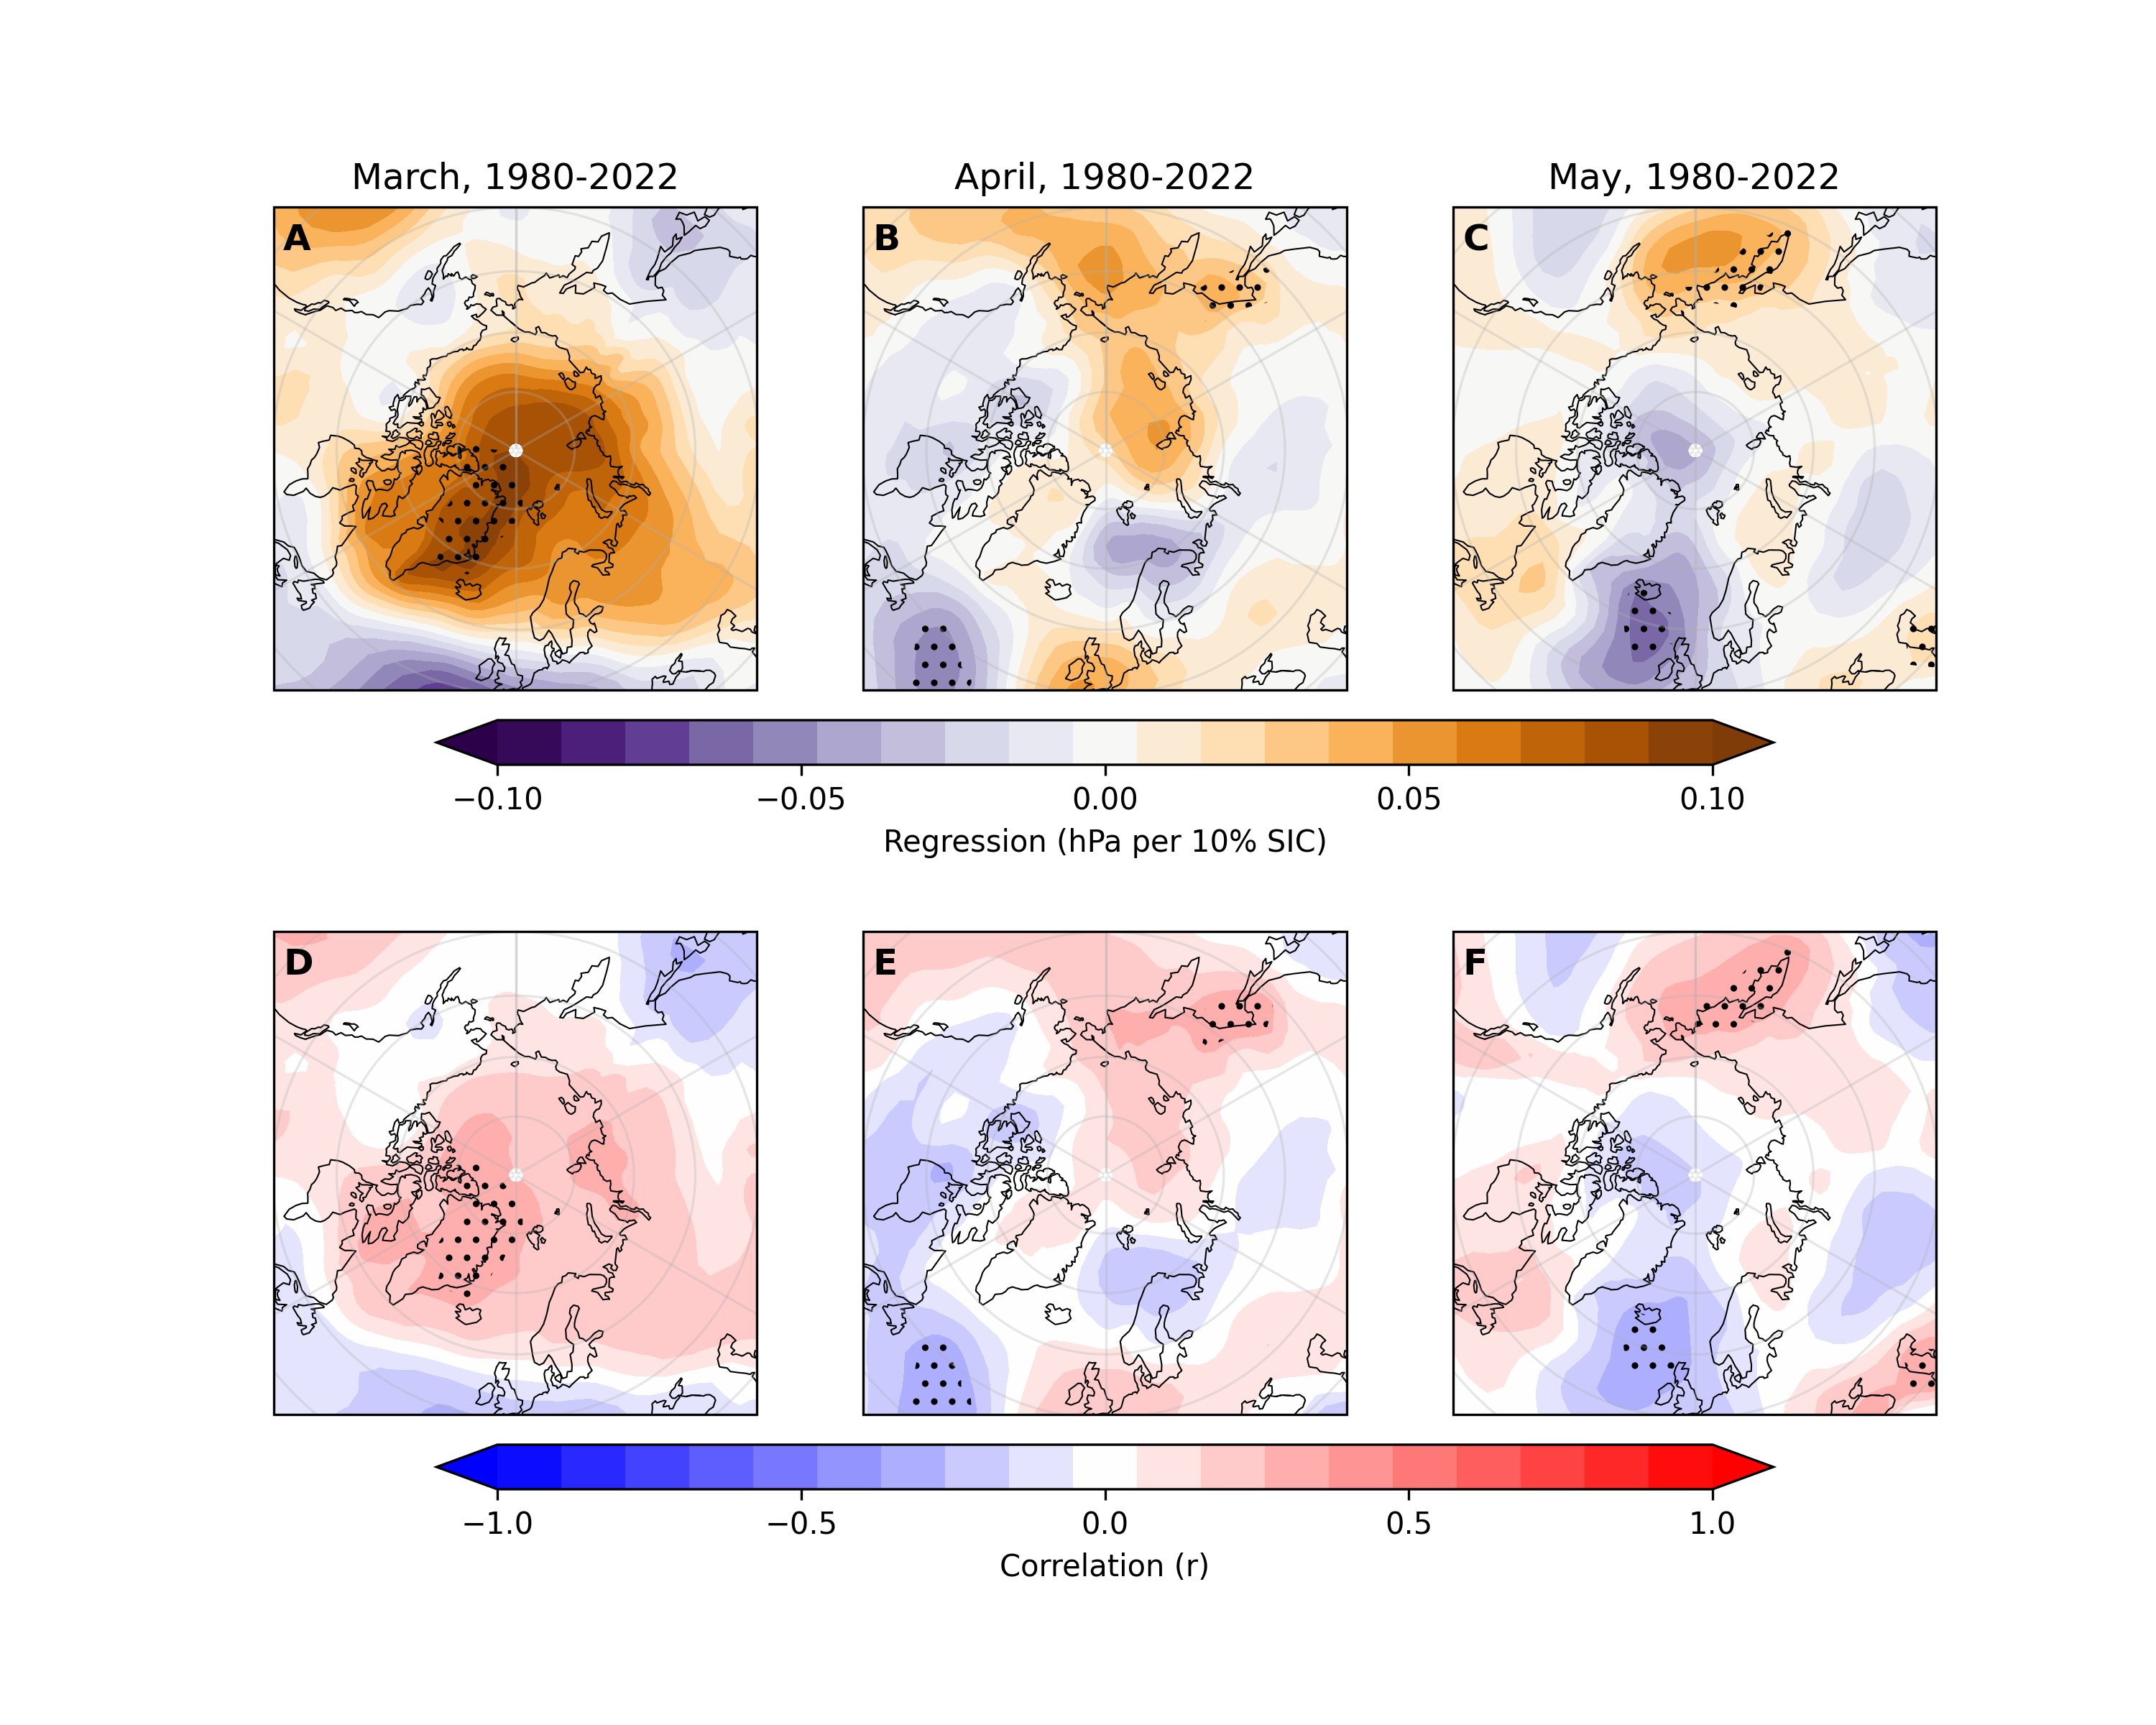 March, 1980-2022
April, 1980-2022
May, 1980-2022
A
B
C
−0.10
−0.05
0.00
0.05
0.10
Regression (hPa per 10% SIC)
D
E
F
−1.0
−0.5
0.0
0.5
1.0
Correlation (r)